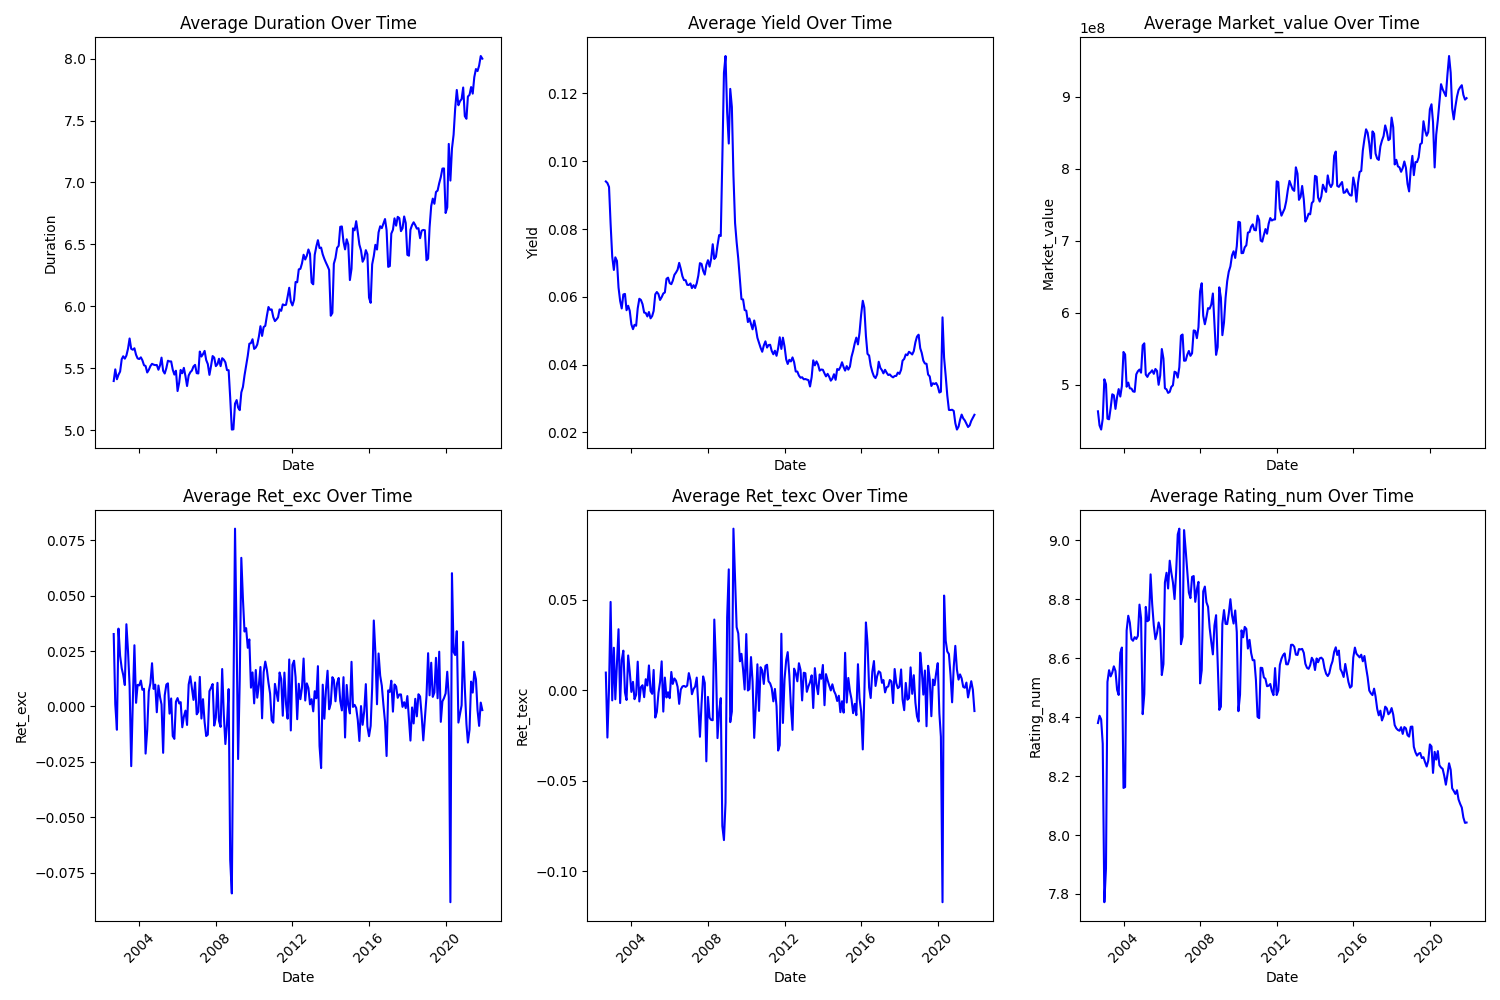 Average Duration Over Time
Duration
8.0
7.5
7.0
6.5
6.0
5.5
5.0
Date
Average Yield Over Time
Yield
0.12
0.10
0.08
0.06
0.04
0.02
Date
1e8
Average Market_value Over Time
Market_value
9
8
7
6
5
Date
Average Ret_exc Over Time
Ret_exc
0.075
0.050
0.025
0.000
−0.025
−0.050
−0.075
2004 2008 2012 2016 2020
Date
Average Ret_texc Over Time
Ret_texc
0.05
0.00
−0.05
−0.10
2004 2008 2012 2016 2020
Date
Average Rating_num Over Time
Rating_num
9.0
8.8
8.6
8.4
8.2
8.0
7.8
2004 2008 2012 2016 2020
Date